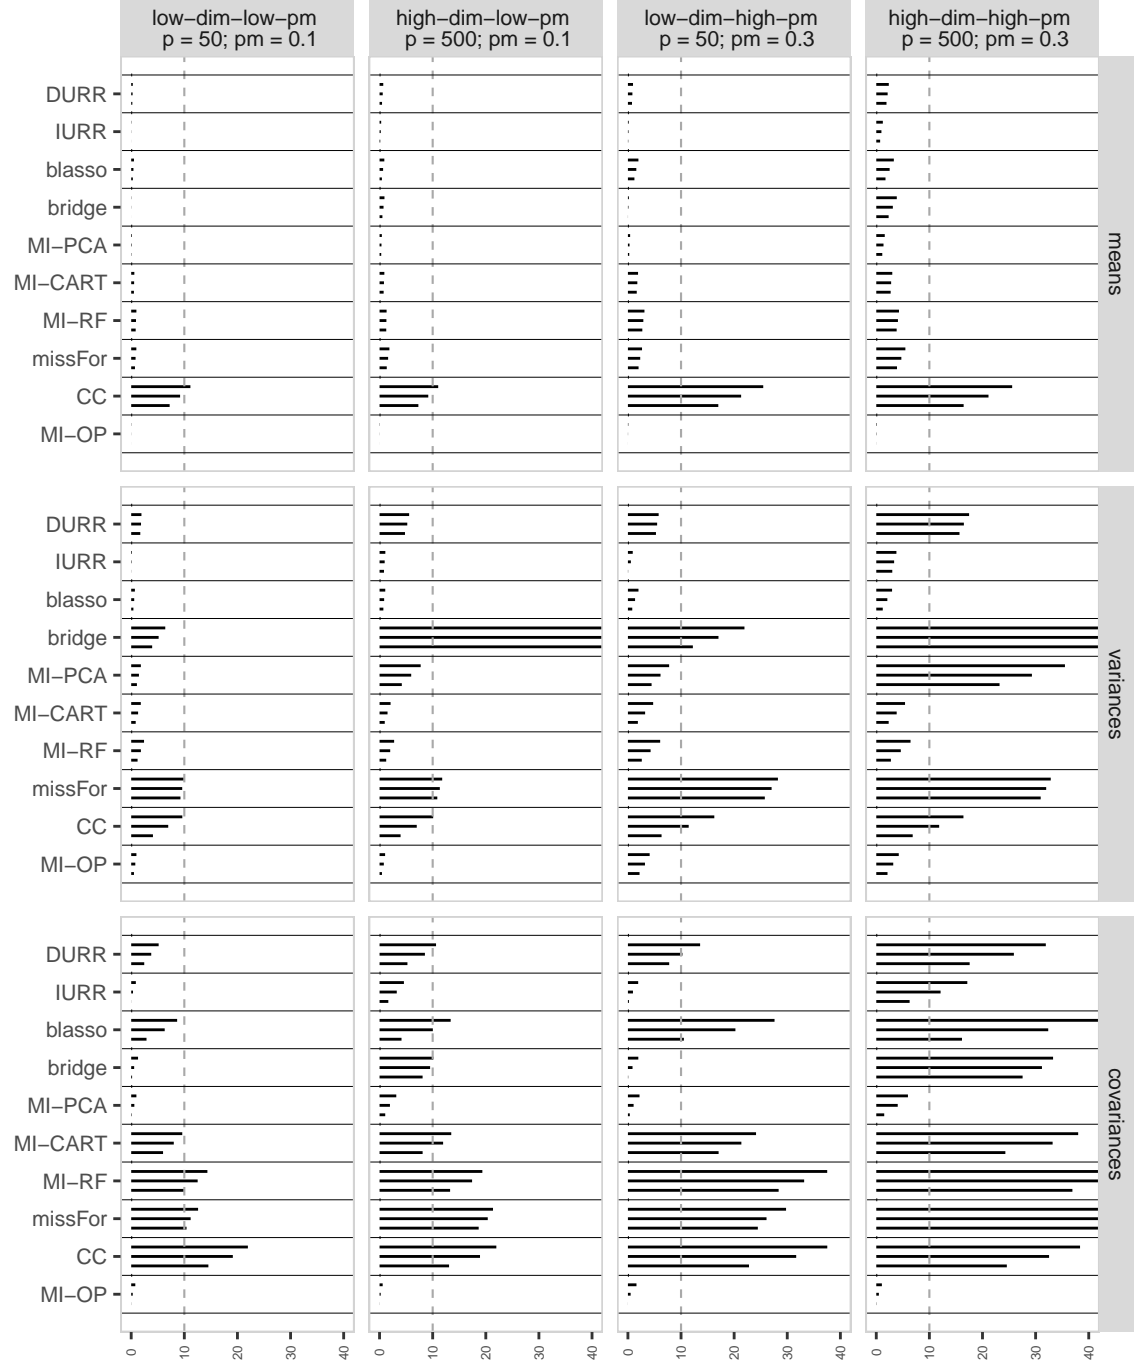 low−dim−low−pm
p = 50; pm = 0.1
high−dim−low−pm
p = 500; pm = 0.1
low−dim−high−pm
p = 50; pm = 0.3
high−dim−high−pm
p = 500; pm = 0.3
DURR
IURR
blasso
bridge
MI−PCA
MI−CART
MI−RF
missFor
CC
MI−OP
means
DURR
IURR
blasso
bridge
MI−PCA
MI−CART
MI−RF
missFor
CC
MI−OP
variances
DURR
IURR
blasso
bridge
MI−PCA
MI−CART
MI−RF
missFor
CC
MI−OP
covariances
0 10 20 30 40
0 10 20 30 40
0 10 20 30 40
0 10 20 30 40